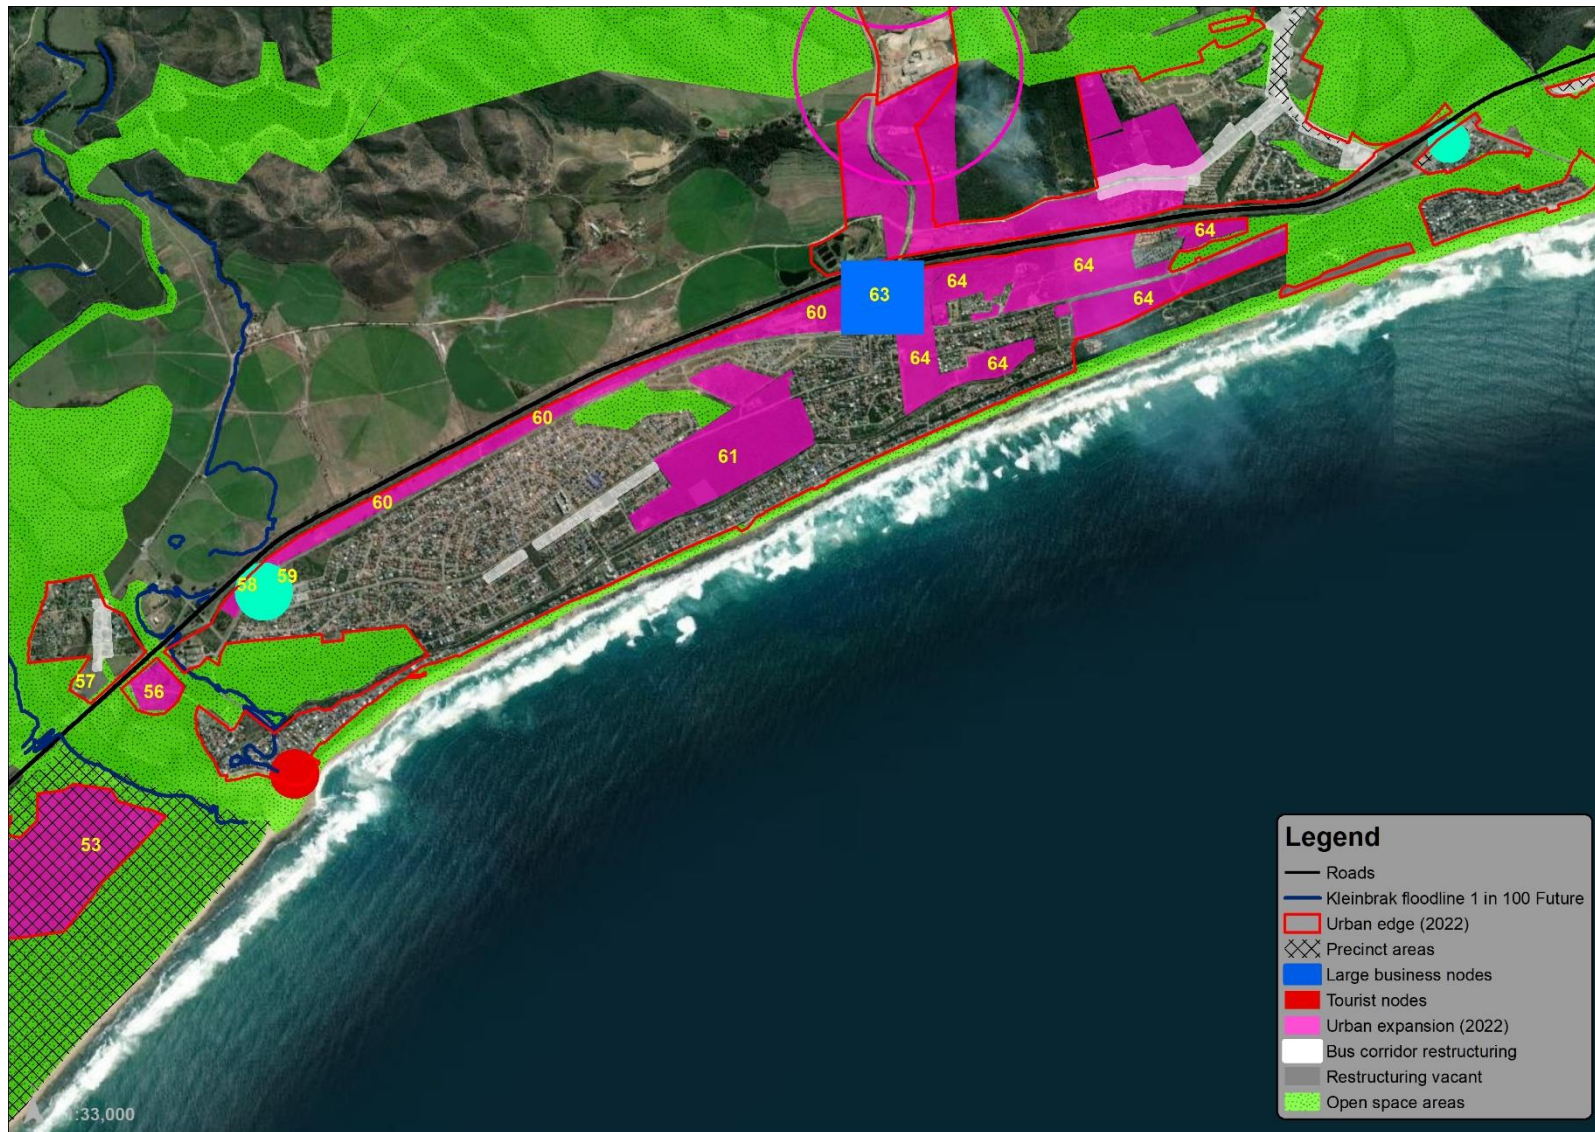 64
64
64
63
64
60
64
64
60
61
60
59
58
57
56
53
Legend
Roads
Kleinbrak floodline 1 in 100 Future
Urban edge (2022)
Precinct areas
Large business nodes
Tourist nodes
Urban expansion (2022)
Bus corridor restructuring
Restructuring vacant
Open space areas
:33,000